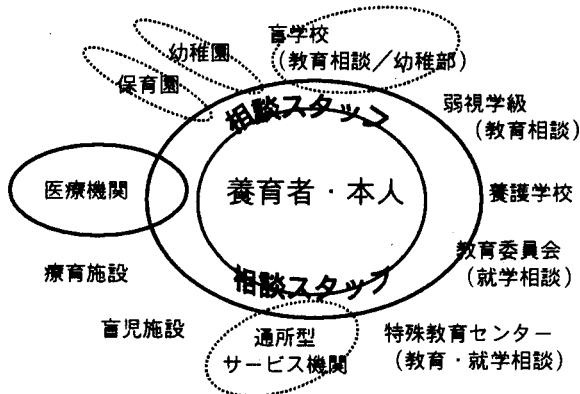 幼稚園
保育園
盲学校
(教育相談／幼稚部)
相談スタッフ
弱視学級
(教育相談)
医療機関
養育者・本人
養護学校
教育委員会
(就学相談)
療育施設
相談スタッフ
盲児施設
通所型
サービス機関
特殊教育センター
(教育・就学相談)